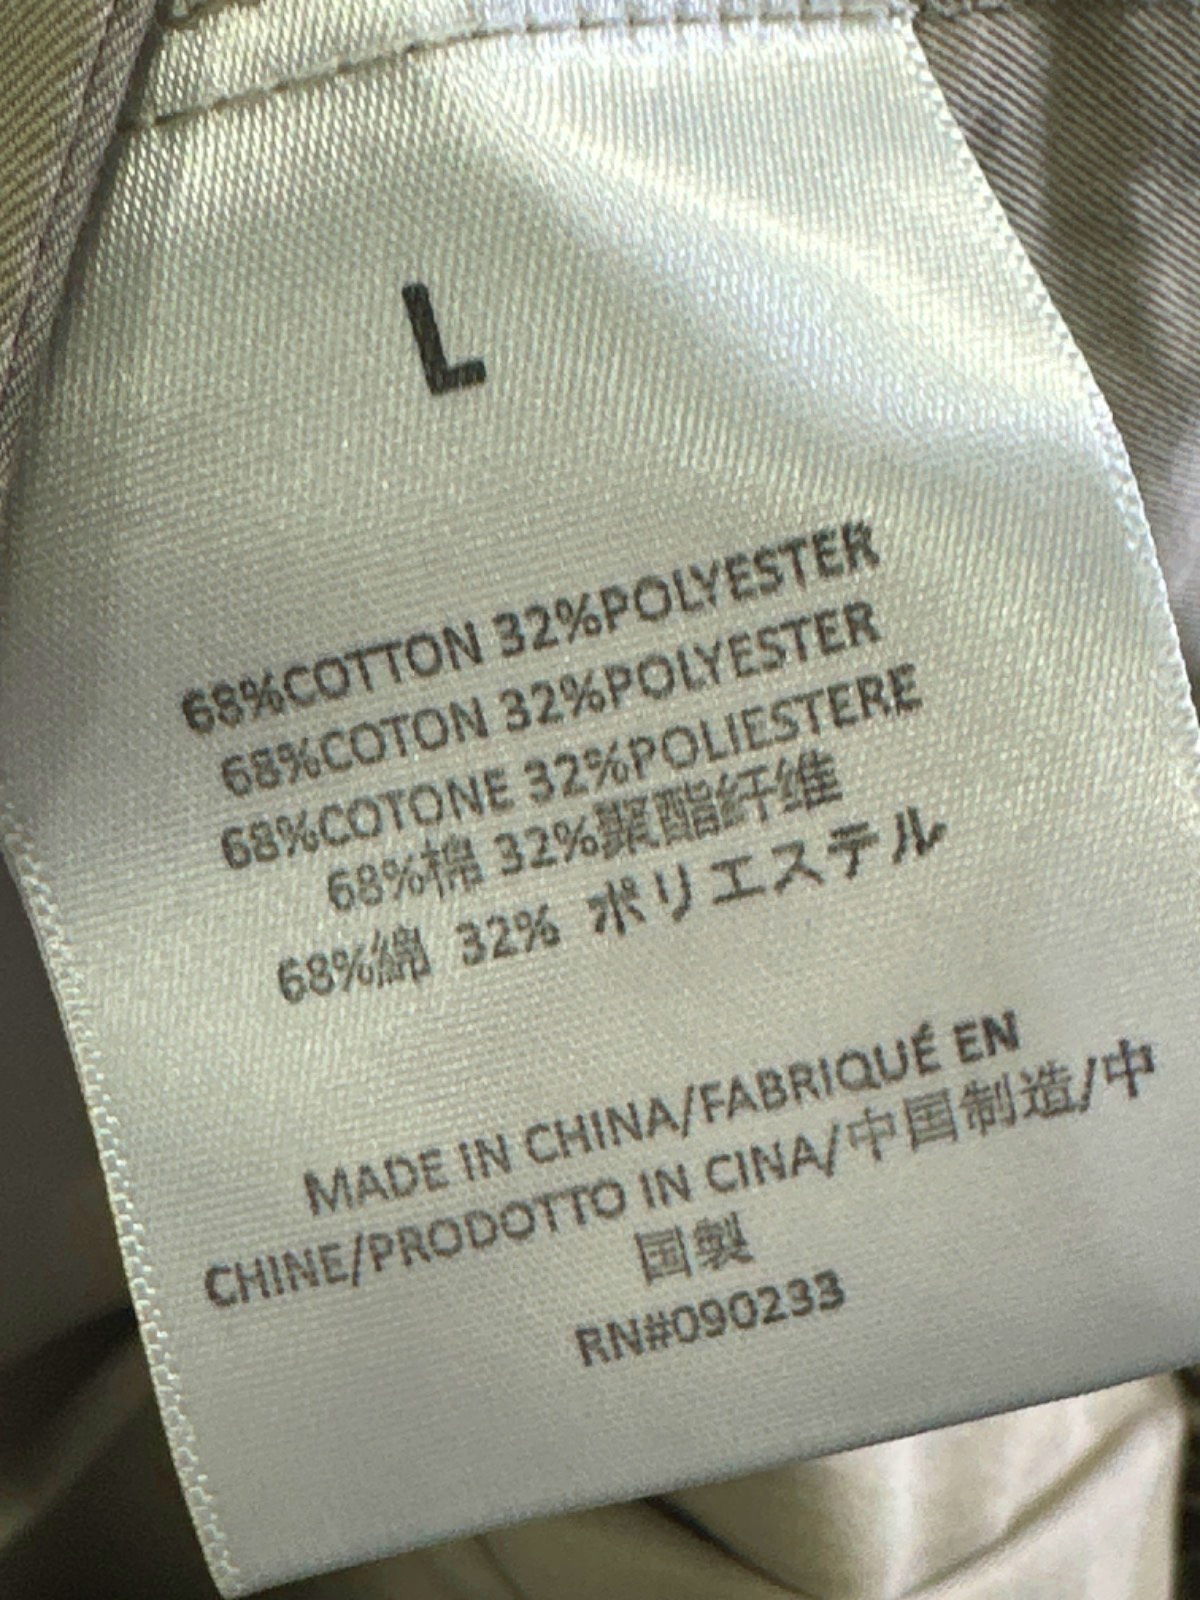 L
68%COTTON 32%POLYESTER
68%COTON 32%POLYESTER
68%COTONE 32%POLIESTERE
68%棉 32%聚酯纤维
68%綿 32% ポリエステル
MADE IN CHINA/FABRIQUÉ EN
CHINE/PRODOTTO IN CINA/中国制造/中
国製
RN#090233